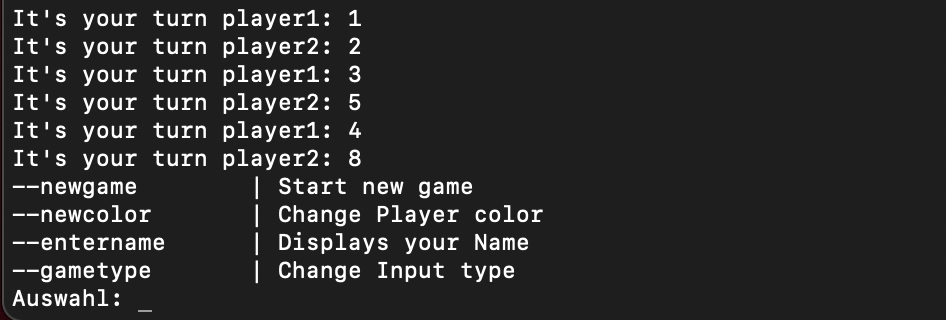 It's your turn player1: 1
It's your turn player2: 2
It's your turn player1: 3
It's your turn player2: 5
It's your turn player1: 4
It's your turn player2: 8
--newgame        | Start new game
--newcolor       | Change Player color
--entername      | Displays your Name
--gametype       | Change Input type
Auswahl: _